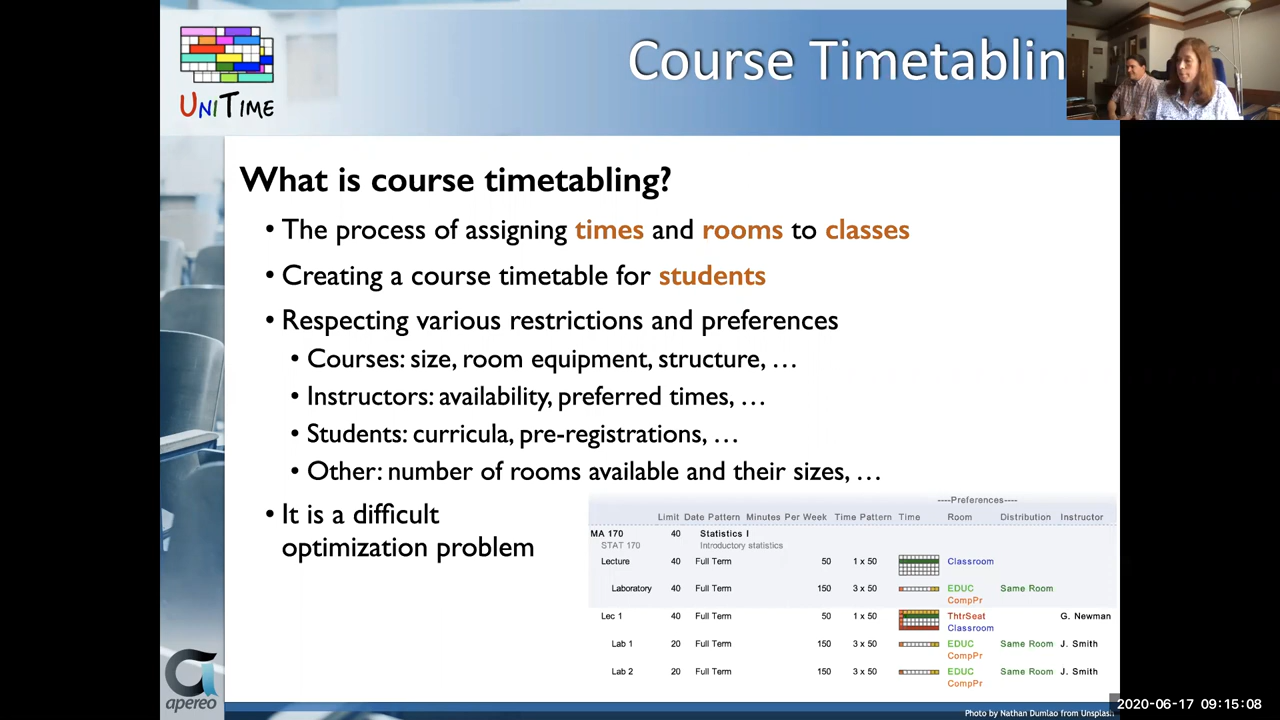 UNITIME
Course Timetablin
What is course timetabling?
• The process of assigning times and rooms to classes
• Creating a course timetable for students
• Respecting various restrictions and preferences
• Courses: size, room equipment, structure, …
• Instructors: availability, preferred times, …
• Students: curricula, pre-registrations, …
• Other: number of rooms available and their sizes, …
• It is a difficult
optimization problem
----Preferences----
Limit Date Pattern Minutes Per Week Time Pattern Time Room Distribution Instructor
MA 170 40 Statistics I
STAT 170 Introductory statistics
Lecture 40 Full Term 50 1 x 50 Classroom
Laboratory 40 Full Term 150 3 x 50 EDUC Same Room
CompPr
Lec 1 40 Full Term 50 1 x 50 ThtrSeat G. Newman
Classroom
Lab 1 20 Full Term 150 3 x 50 EDUC Same Room J. Smith
CompPr
Lab 2 20 Full Term 150 3 x 50 EDUC Same Room J. Smith
CompPr
apereo
2020-06-17 09:15:08
Photo by Nathan Dumlao from Unsplash